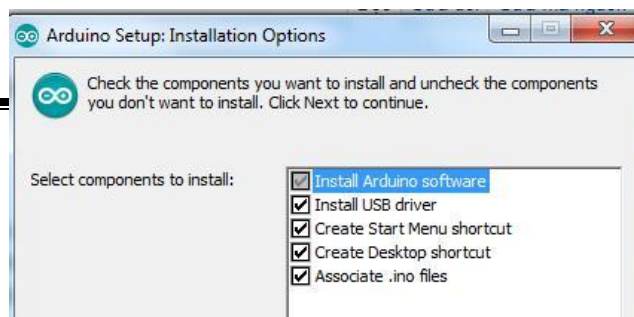 Arduino Setup: Installation Options
Check the components you want to install and uncheck the components
you don't want to install. Click Next to continue.
Select components to install:
Install Arduino software
Install USB driver
Create Start Menu shortcut
Create Desktop shortcut
Associate .ino files